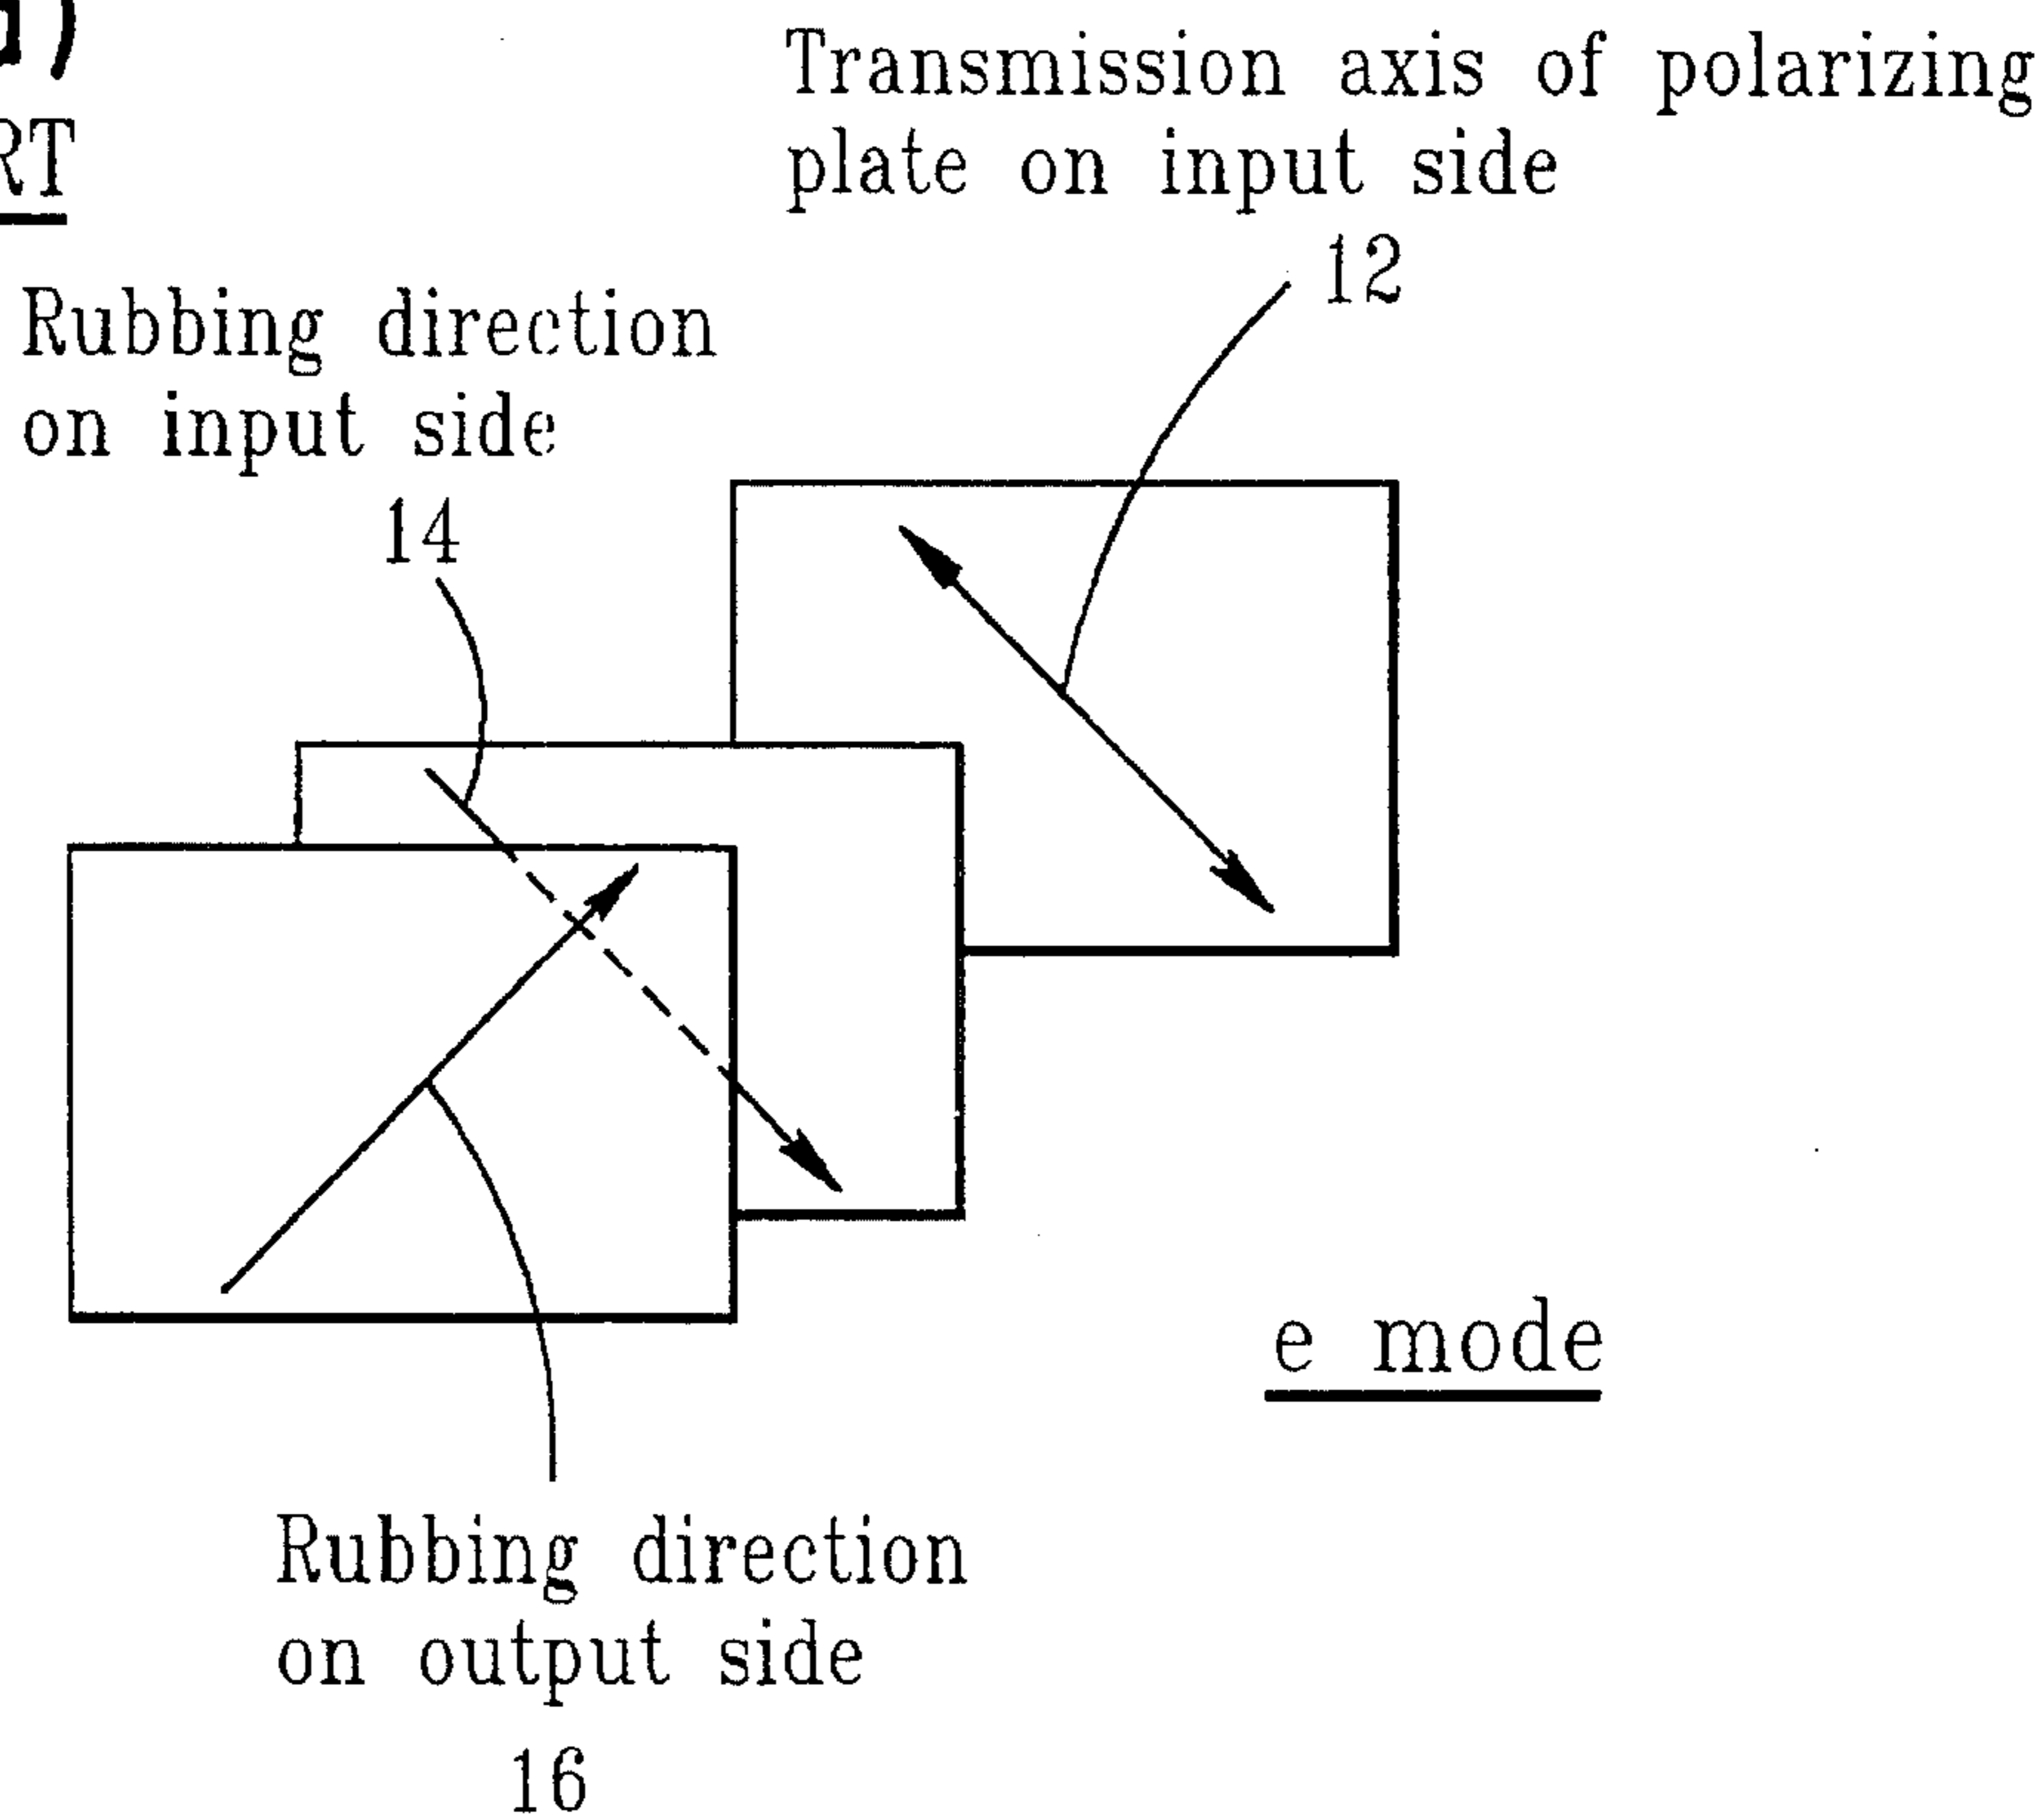 RT
Transmission axis of polarizing
plate on input side
12
Rubbing direction
on input side
14
e mode
Rubbing direction
on output side
16